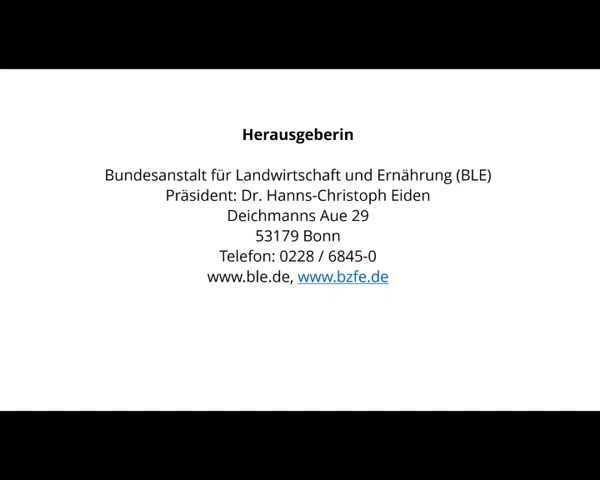 Herausgeberin
Bundesanstalt für Landwirtschaft und Ernährung (BLE)
Präsident: Dr. Hanns-Christoph Eiden
Deichmanns Aue 29
53179 Bonn
Telefon: 0228 / 6845-0
www.ble.de, www.bzfe.de